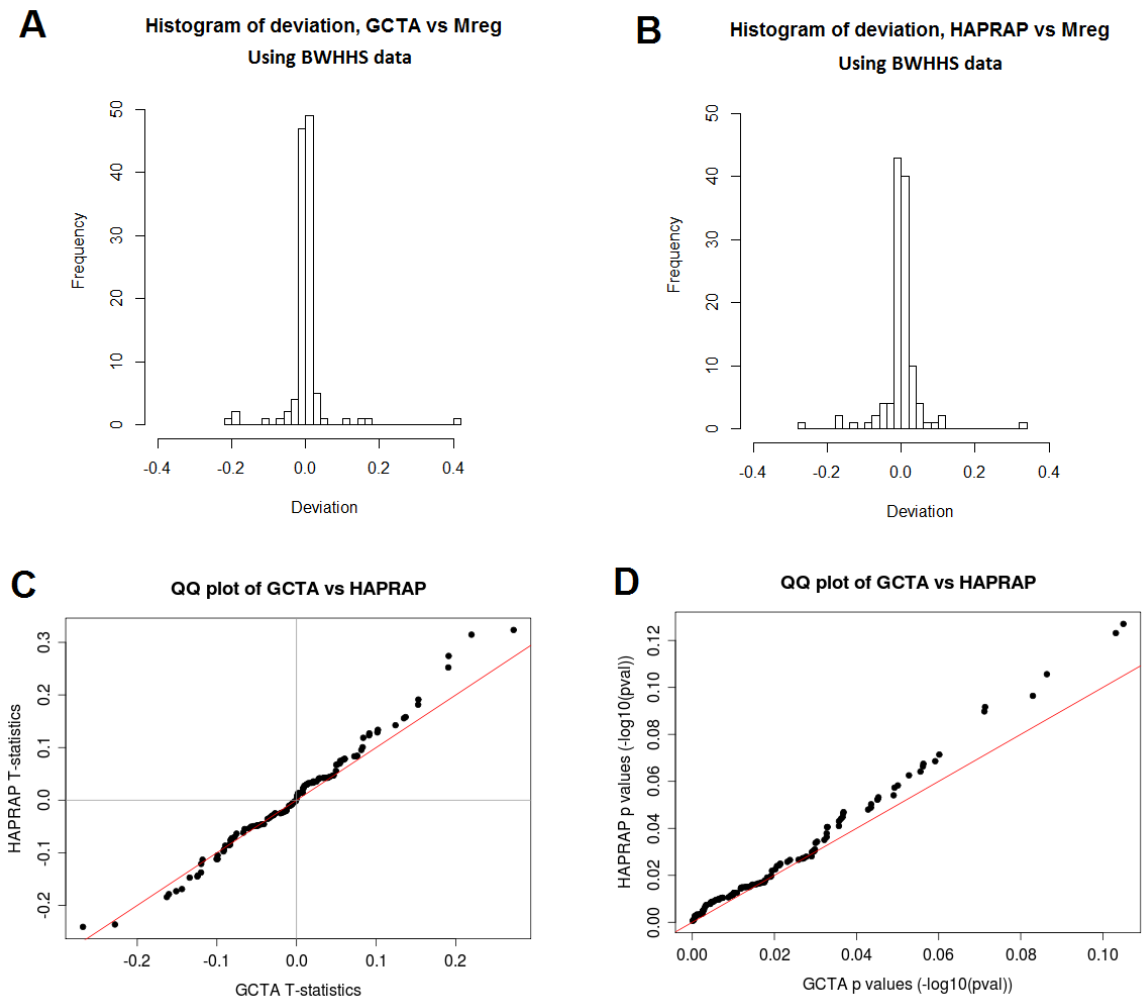 A
Histogram of deviation, GCTA vs Mreg
Using BWHHS data
Frequency
50
40
30
20
10
0
-0.4 -0.2 0.0 0.2 0.4
Deviation
B
Histogram of deviation, HAPRAP vs Mreg
Using BWHHS data
Frequency
50
40
30
20
10
0
-0.4 -0.2 0.0 0.2 0.4
Deviation
C
QQ plot of GCTA vs HAPRAP
HAPRAP T-statistics
0.3
0.2
0.1
0.0
-0.1
-0.2
-0.2 -0.1 0.0 0.1 0.2
GCTA T-statistics
D
QQ plot of GCTA vs HAPRAP
HAPRAP p values (-log10(pval))
0.12
0.10
0.08
0.06
0.04
0.02
0.00
0.00 0.02 0.04 0.06 0.08 0.10
GCTA p values (-log10(pval))